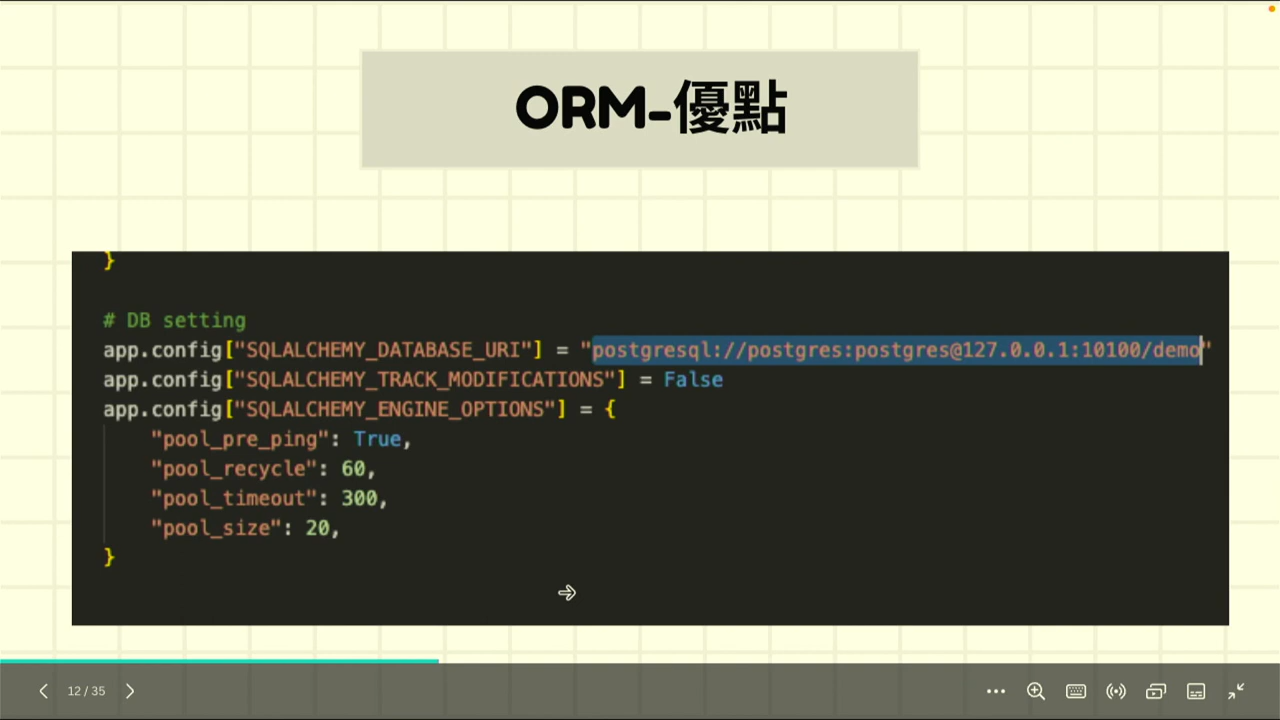 ORM-優點
}
# DB setting
app.config["SQLALCHEMY_DATABASE_URI"] = "postgresql://postgres:postgres@127.0.0.1:10100/demo"
app.config["SQLALCHEMY_TRACK_MODIFICATIONS"] = False
app.config["SQLALCHEMY_ENGINE_OPTIONS"] = {
    "pool_pre_ping": True,
    "pool_recycle": 60,
    "pool_timeout": 300,
    "pool_size": 20,
}
12 / 35